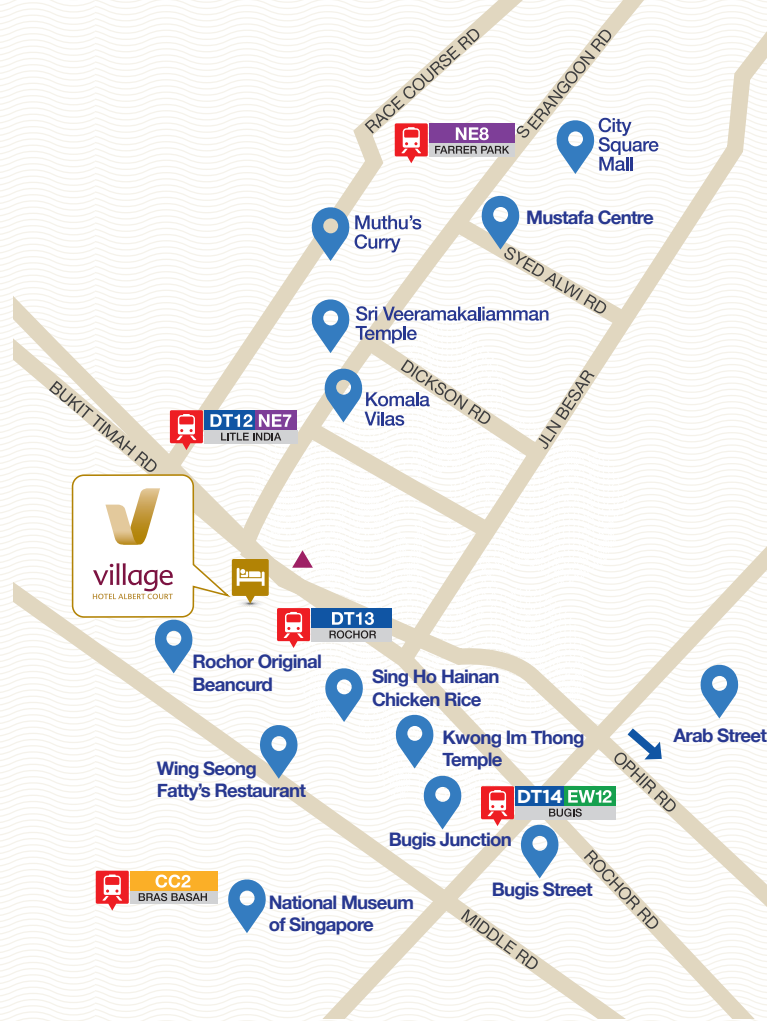 RACE COURSE RD
S ERANGOON RD
NE8
FARRER PARK
City
Square
Mall
Muthu's
Curry
Mustafa Centre
SYED ALWI RD
Sri Veeramakaliamman
Temple
DICKSON RD
Komala
Vilas
JLN BESAR
BUKIT TIMAH RD
DT12 NE7
LITLE INDIA
village
HOTEL ALBERT COURT
DT13
ROCHOR
Rochor Original
Beancurd
Sing Ho Hainan
Chicken Rice
Kwong Im Thong
Temple
Arab Street
OPHIR RD
Wing Seong
Fatty's Restaurant
DT14 EW12
BUGIS
Bugis Junction
Bugis Street
ROCHOR RD
CC2
BRAS BASAH
National Museum
of Singapore
MIDDLE RD